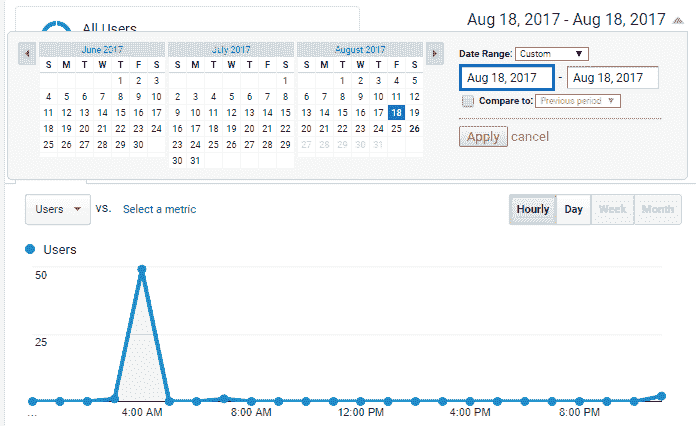 All Users
Aug 18, 2017 - Aug 18, 2017
June 2017
S M T W T F S
1 2 3
4 5 6 7 8 9 10
11 12 13 14 15 16 17
18 19 20 21 22 23 24
25 26 27 28 29 30
July 2017
S M T W T F S
1
2 3 4 5 6 7 8
9 10 11 12 13 14 15
16 17 18 19 20 21 22
23 24 25 26 27 28 29
30 31
August 2017
S M T W T F S
1 2 3 4 5
6 7 8 9 10 11 12
13 14 15 16 17 18 19
20 21 22 23 24 25 26
27 28 29 30 31
Date Range: Custom
Aug 18, 2017 - Aug 18, 2017
Compare to: Previous period
Apply cancel
Users vs. Select a metric
Hourly Day Week Month
Users
50
25
... 4:00 AM 8:00 AM 12:00 PM 4:00 PM 8:00 PM